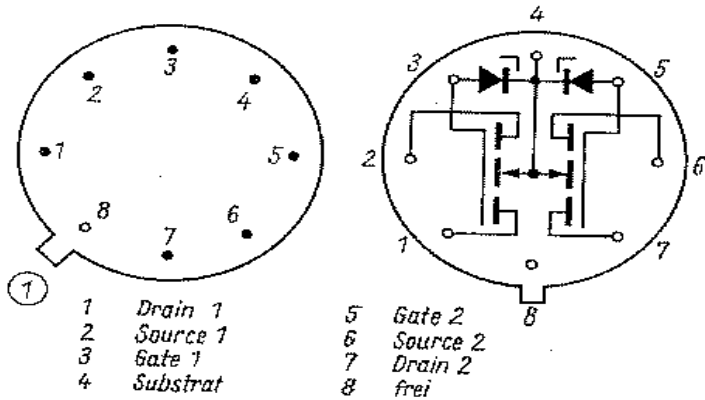 3
2
4
1
5
8
6
7
1
4
3
5
2
6
1
7
8
1 Drain 1
2 Source 1
3 Gate 1
4 Substrat
5 Gate 2
6 Source 2
7 Drain 2
8 frei